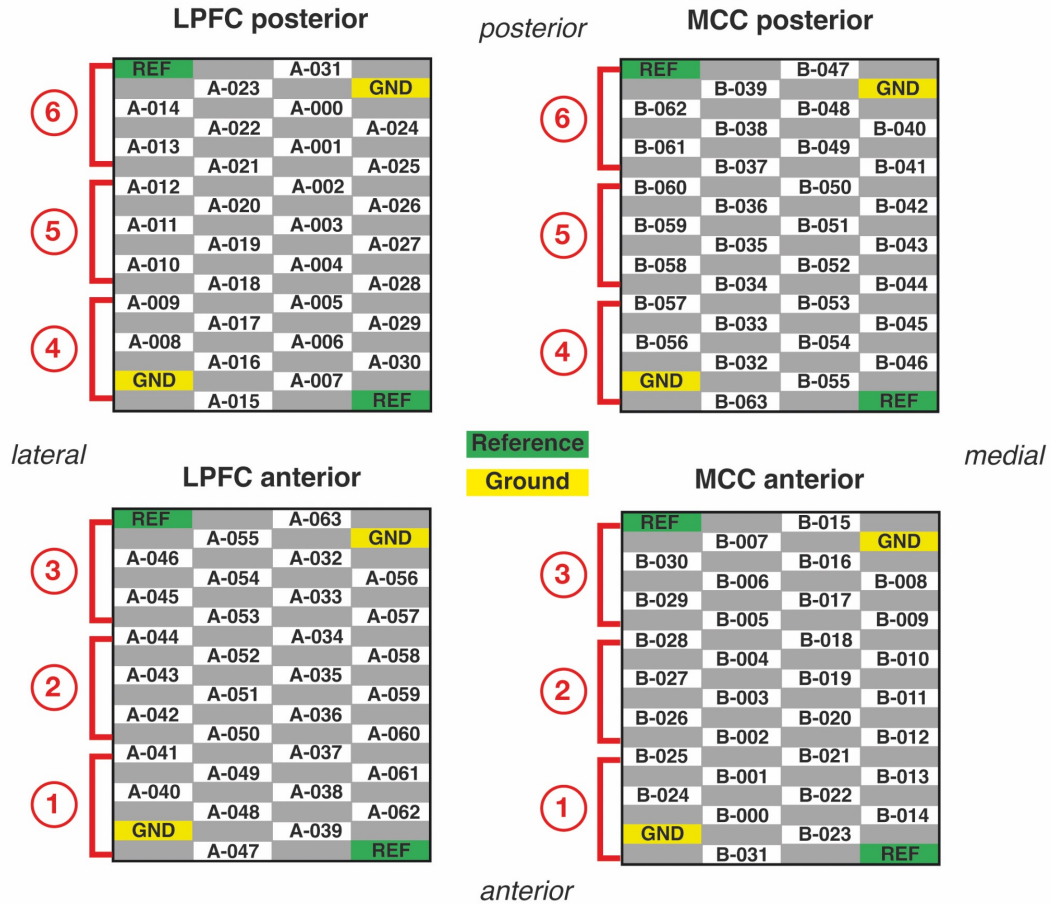 LPFC posterior
REF A-031
A-023 GND
6
A-014 A-000
A-022 A-024
A-013 A-001
A-021 A-025
A-012 A-002
A-020 A-026
5
A-011 A-003
A-019 A-027
A-010 A-004
A-018 A-028
A-009 A-005
A-017 A-029
4
A-008 A-006
A-016 A-030
GND A-007
A-015 REF
posterior
MCC posterior
REF B-047
B-039 GND
6
B-062 B-048
B-038 B-040
B-061 B-049
B-037 B-041
B-060 B-050
B-036 B-042
5
B-059 B-051
B-035 B-043
B-058 B-052
B-034 B-044
B-057 B-053
B-033 B-045
4
B-056 B-054
B-032 B-046
GND B-055
B-063 REF
lateral
Reference
Ground
medial
LPFC anterior
REF A-063
A-055 GND
3
A-046 A-032
A-054 A-056
A-045 A-033
A-053 A-057
A-044 A-034
A-052 A-058
2
A-043 A-035
A-051 A-059
A-042 A-036
A-050 A-060
A-041 A-037
A-049 A-061
1
A-040 A-038
A-048 A-062
GND A-039
A-047 REF
MCC anterior
REF B-015
B-007 GND
3
B-030 B-016
B-006 B-008
B-029 B-017
B-005 B-009
B-028 B-018
B-004 B-010
2
B-027 B-019
B-003 B-011
B-026 B-020
B-002 B-012
B-025 B-021
B-001 B-013
1
B-024 B-022
B-000 B-014
GND B-023
B-031 REF
anterior